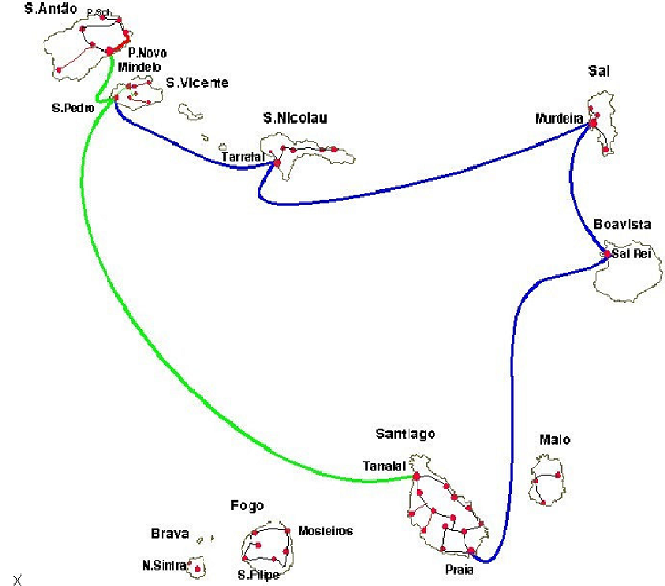 S.Antão
P.Sol.
P.Novo
Mindelo
S.Vicente
S.Pedro
S.Nicolau
Tarrafal
Sal
Murdeira
Boavista
Sal Rei
Santiago
Tarrafal
Maio
Fogo
Mosteiros
Brava
N.Sintra
S.Filipe
Praia
X